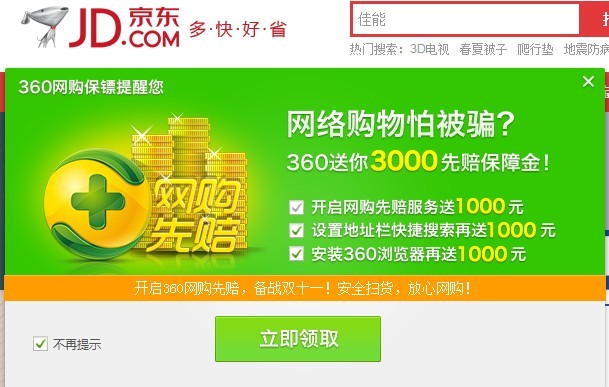 JD 京东
.COM
多·快·好·省
佳能
热门搜索: 3D电视 春夏被子 爬行垫 地震防病
360网购保镖提醒您
网络购物怕被骗?
360送你3000先赔保障金!
网购
先赔
开启网购先赔服务送1000元
设置地址栏快捷搜索再送1000元
安装360浏览器再送1000元
开启360网购先赔,备战双十一!安全扫货,放心网购!
不再提示
立即领取